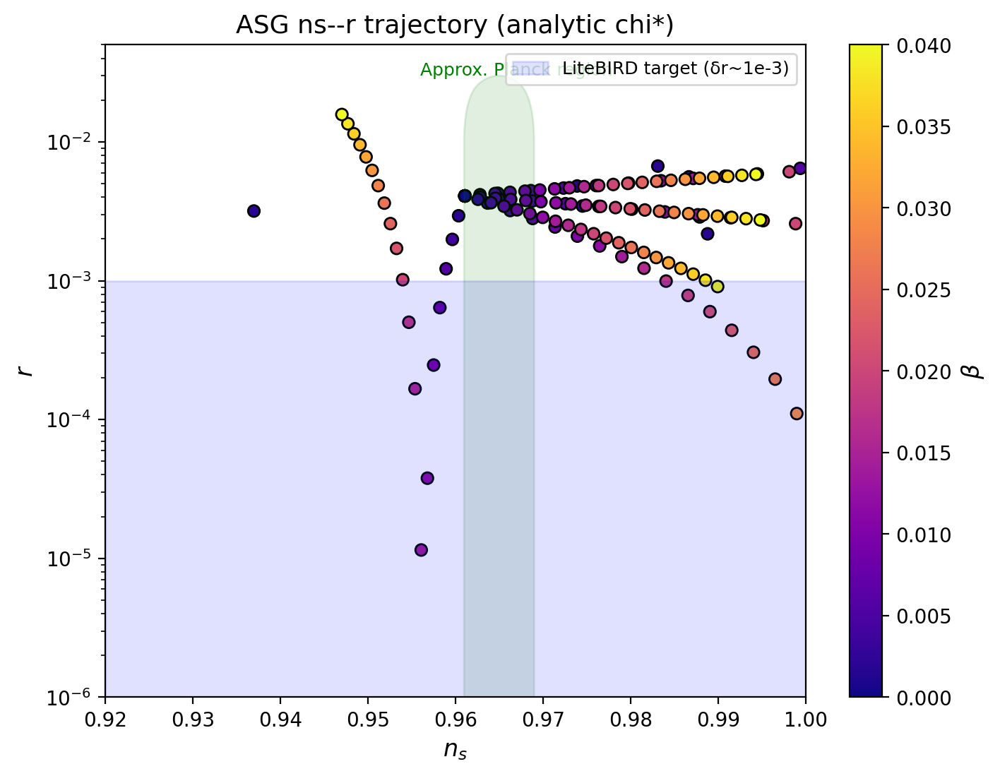 ASG ns--r trajectory (analytic chi*)
Approx. Planck region
LiteBIRD target (δr~1e-3)
10⁻²
10⁻³
10⁻⁴
10⁻⁵
10⁻⁶
r
0.92 0.93 0.94 0.95 0.96 0.97 0.98 0.99 1.00
nₛ
0.040
0.035
0.030
0.025
0.020
0.015
0.010
0.005
0.000
β